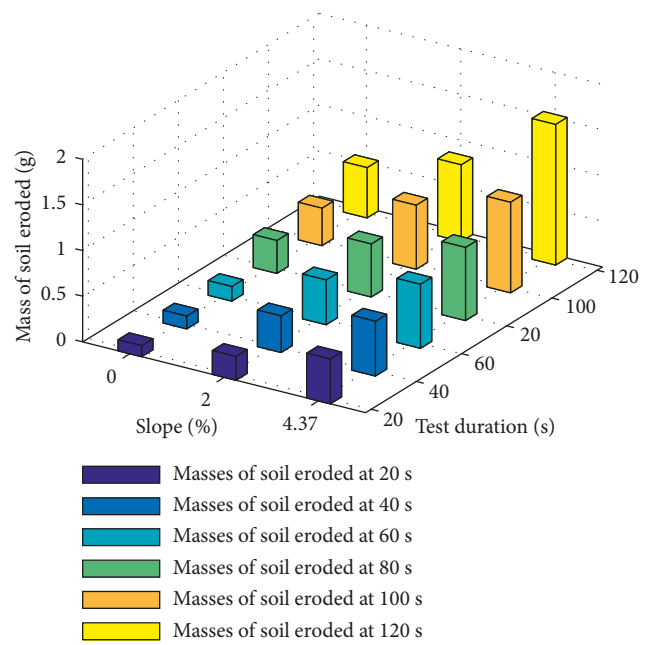 2
1.5
1
0.5
0
Mass of soil eroded (g)
0
2
4.37
Slope (%)
20
40
60
20
100
120
Test duration (s)
Masses of soil eroded at 20 s
Masses of soil eroded at 40 s
Masses of soil eroded at 60 s
Masses of soil eroded at 80 s
Masses of soil eroded at 100 s
Masses of soil eroded at 120 s